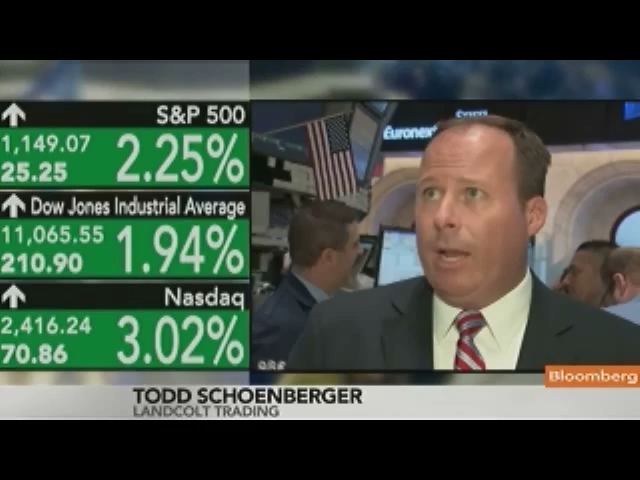 S&P 500
1,149.07
25.25
2.25%
Dow Jones Industrial Average
11,065.55
210.90
1.94%
Nasdaq
2,416.24
70.86
3.02%
Euronext
Bloomberg
TODD SCHOENBERGER
LANDCOLT TRADING